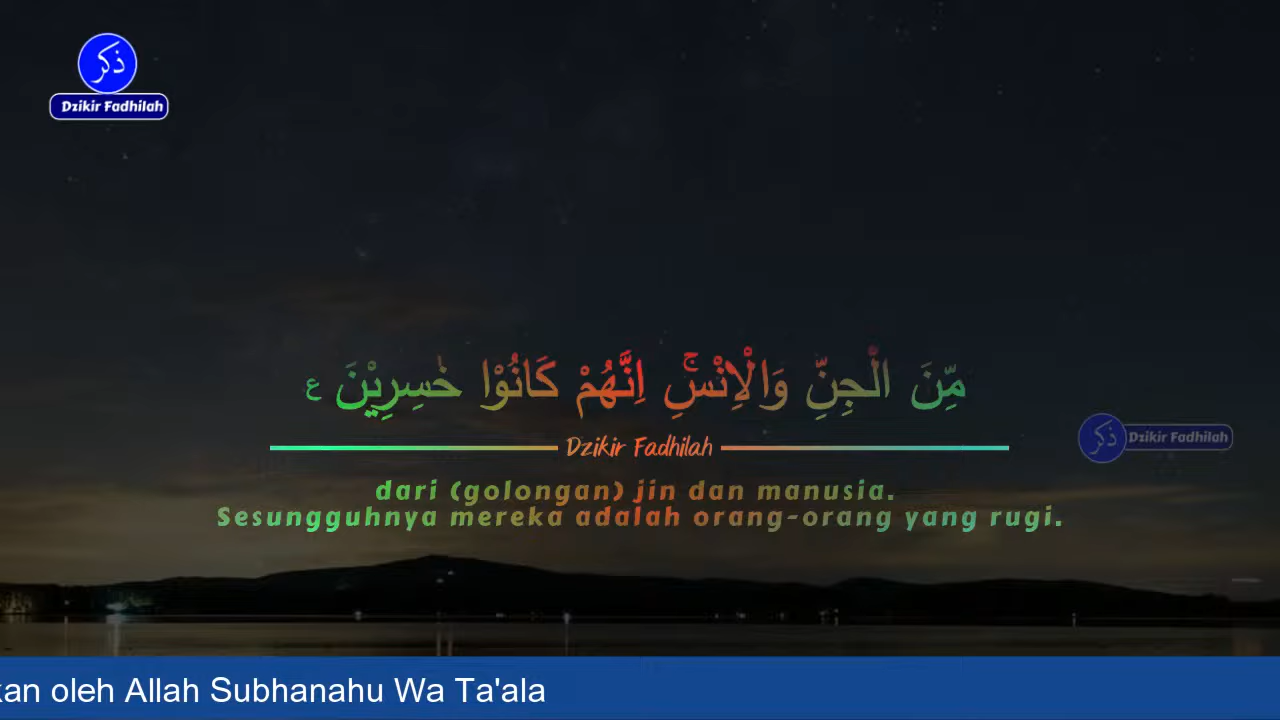 ذكر
Dzikir Fadhilah
مِّنَ الْجِنِّ وَالْاِنْسِۚ اِنَّهُمْ كَانُوْا خٰسِرِيْنَ ع
Dzikir Fadhilah
ذكر
Dzikir Fadhilah
dari (golongan) jin dan manusia.
Sesungguhnya mereka adalah orang-orang yang rugi.
kan oleh Allah Subhanahu Wa Ta'ala